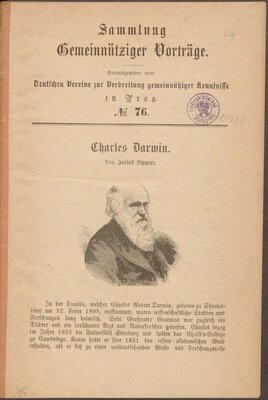 Sammlung
Gemeinnütziger Vorträge.
Herausgegeben vom
Deutschen Vereine zur Verbreitung gemeinnütziger Kenntnisse
in Prag.
№ 76.
Charles Darwin.
Von Julius Lippert.
In der Familie, welcher Charles Robert Darwin, geboren zu Shrews-
bury am 12. Feber 1809, entstammte, waren wissenschaftliche Studien und
Forschungen lang heimisch. Sein Großvater Erasmus war zugleich ein
Dichter und ein berühmter Arzt und Naturforscher gewesen. Charles bezog
im Jahre 1825 die Universität Edinburg und später das Christ's-College
zu Cambridge. Kaum hatte er hier 1831 den ersten akademischen Grad
erhalten, als er sich zu einer weltumsegelnden Welt- und Forschungsreise